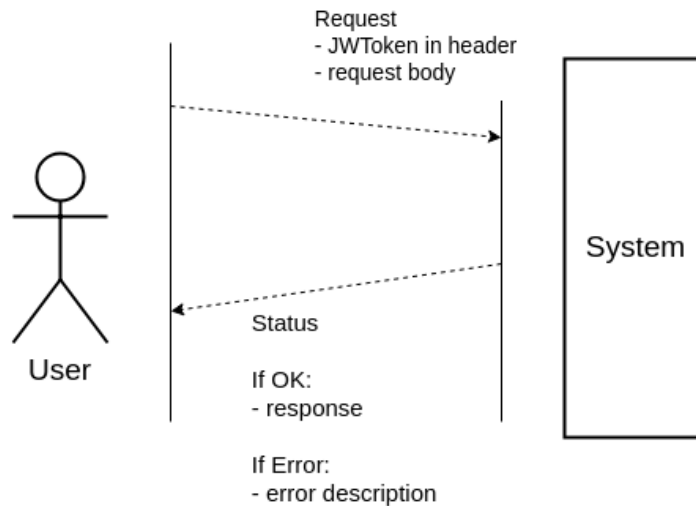 Request
- JWToken in header
- request body
System
User
Status
If OK:
- response
If Error:
- error description